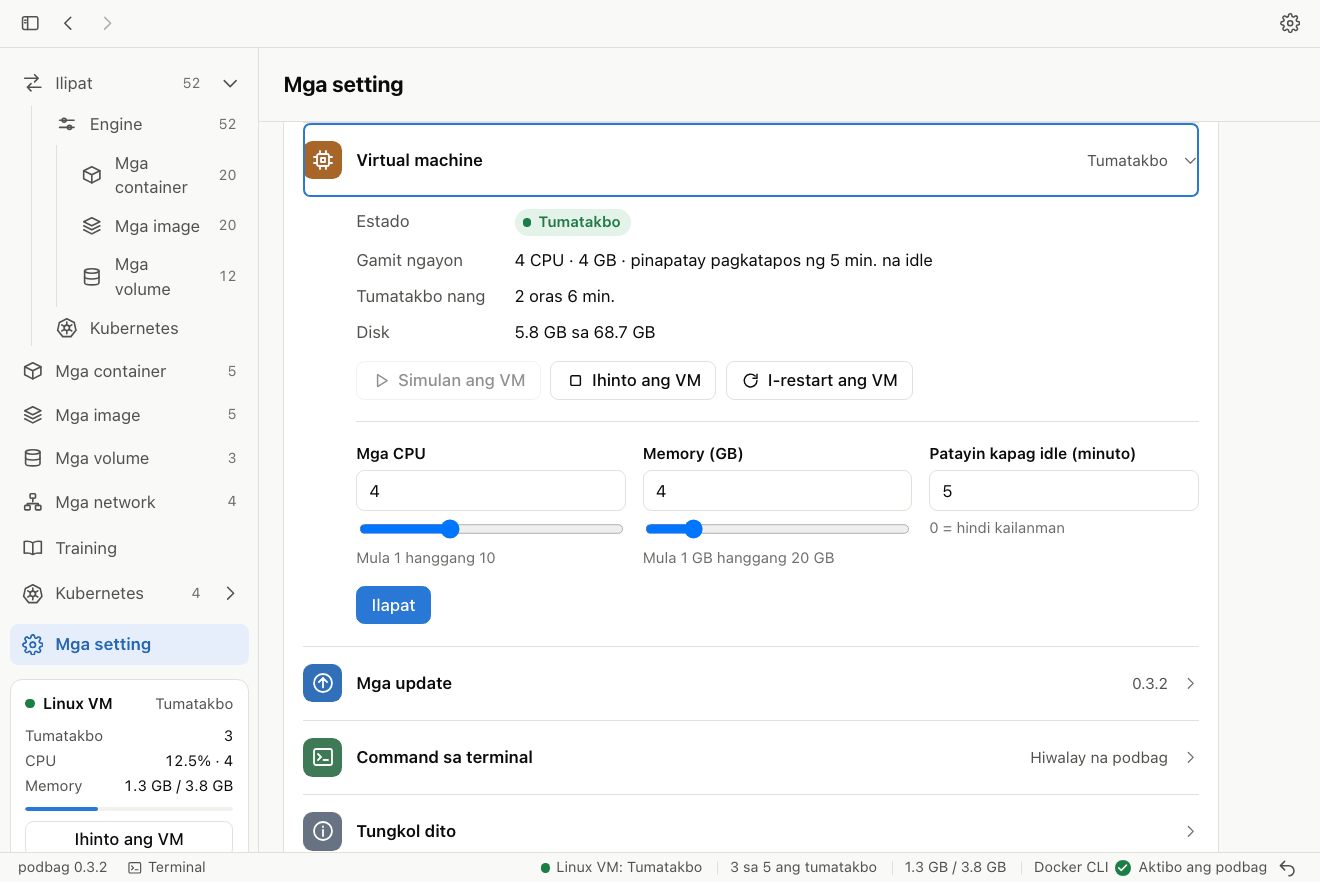 Ilipat 52
Engine 52
Mga container 20
Mga image 20
Mga volume 12
Kubernetes
Mga container 5
Mga image 5
Mga volume 3
Mga network 4
Training
Kubernetes 4
Mga setting
Linux VM Tumatakbo
Tumatakbo 3
CPU 12.5% · 4
Memory 1.3 GB / 3.8 GB
Ihinto ang VM
Mga setting
Virtual machine Tumatakbo
Estado Tumatakbo
Gamit ngayon 4 CPU · 4 GB · pinapatay pagkatapos ng 5 min. na idle
Tumatakbo nang 2 oras 6 min.
Disk 5.8 GB sa 68.7 GB
Simulan ang VM Ihinto ang VM I-restart ang VM
Mga CPU Memory (GB) Patayin kapag idle (minuto)
4 4 5
0 = hindi kailanman
Mula 1 hanggang 10 Mula 1 GB hanggang 20 GB
Ilapat
Mga update 0.3.2
Command sa terminal Hiwalay na podbag
Tungkol dito
podbag 0.3.2 Terminal Linux VM: Tumatakbo 3 sa 5 ang tumatakbo 1.3 GB / 3.8 GB Docker CLI Aktibo ang podbag